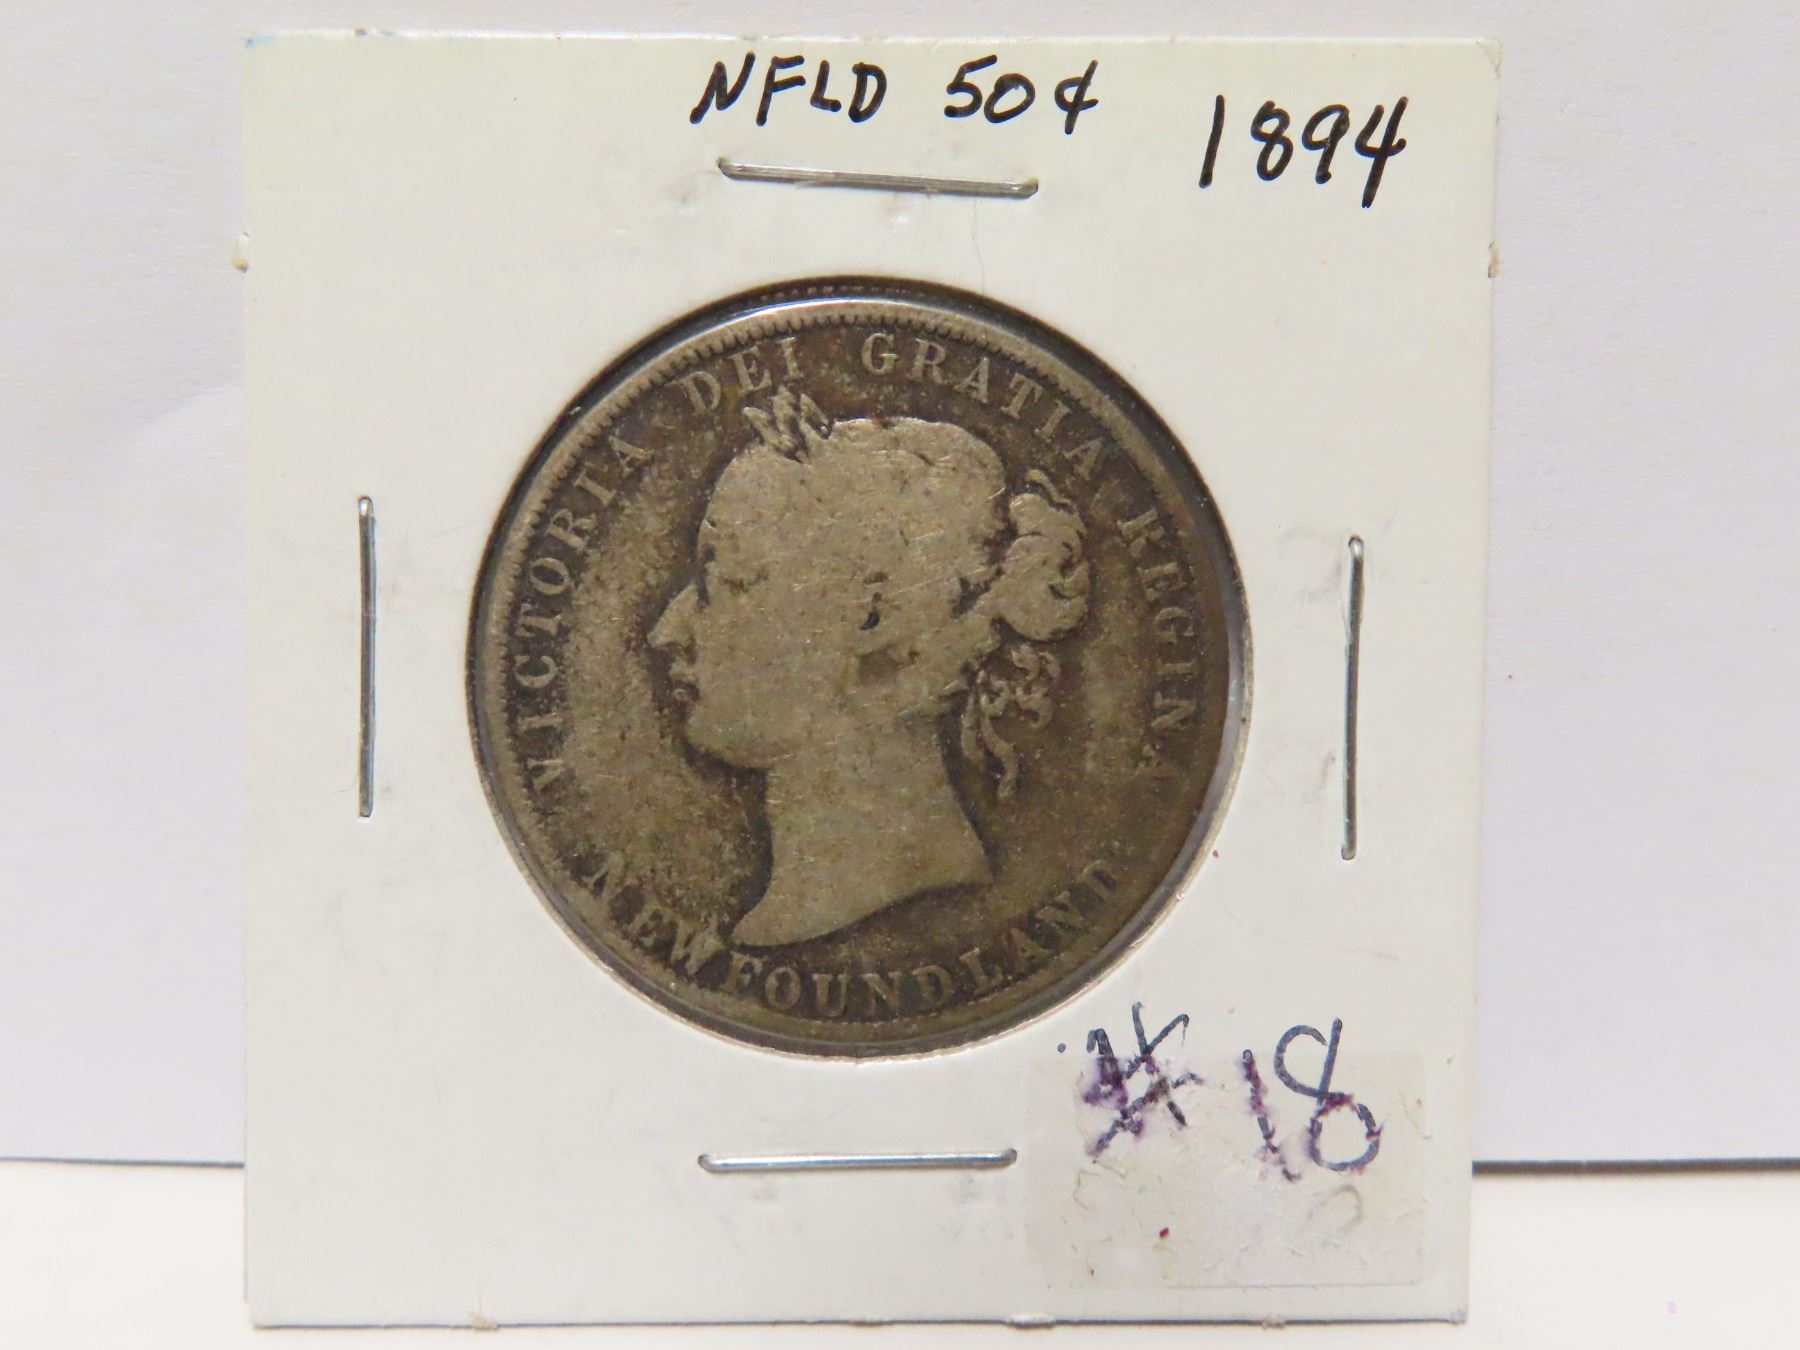 NFLD 50¢
1894
VICTORIA DEI GRATIA REGINA
NEWFOUNDLAND
18